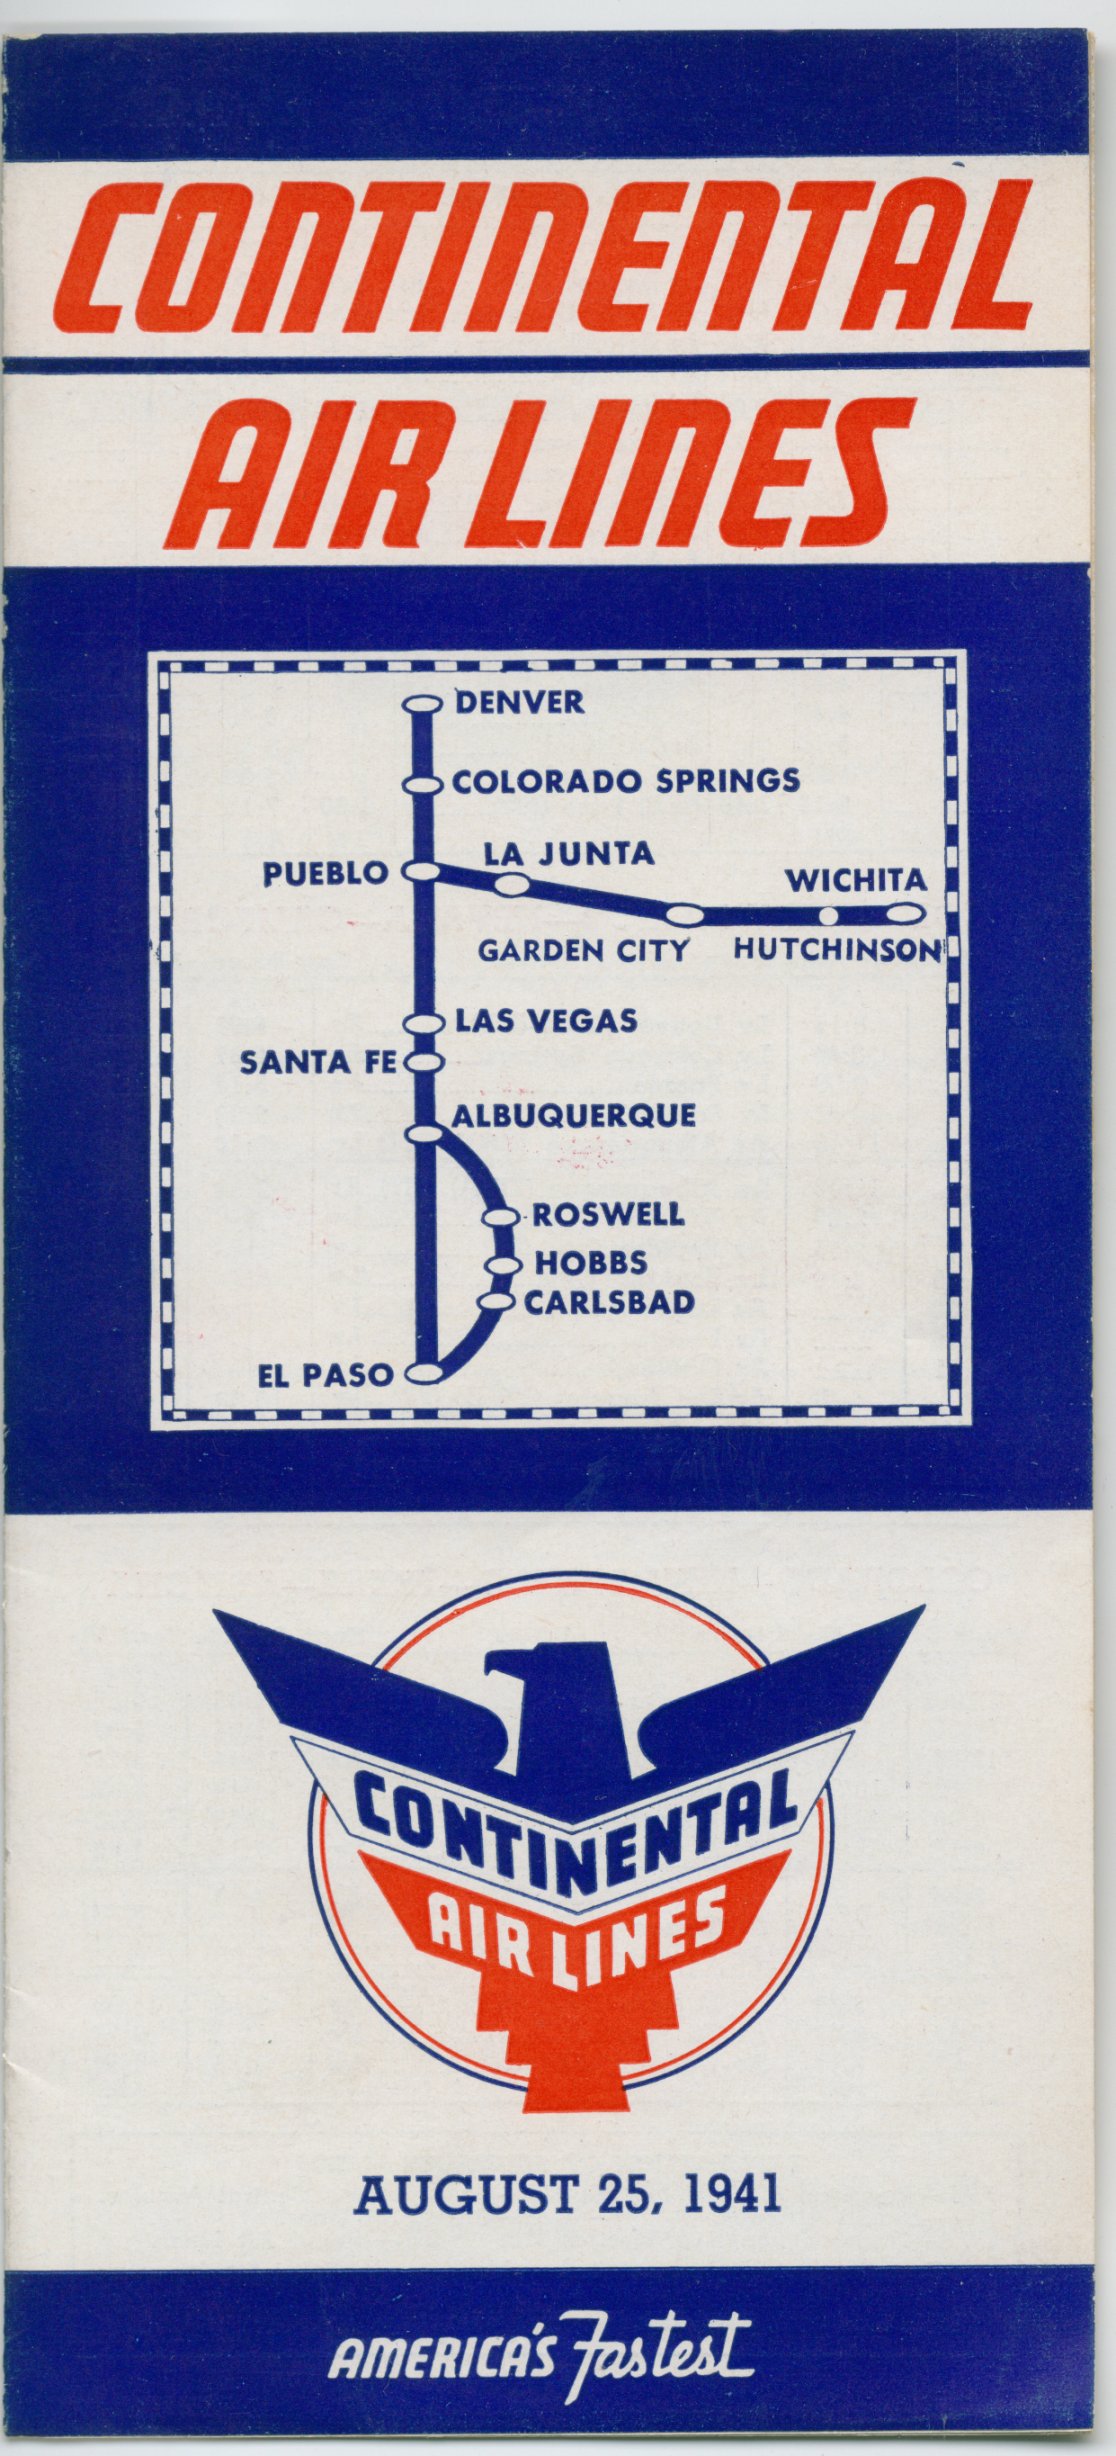 CONTINENTAL
AIR LINES
DENVER
COLORADO SPRINGS
LA JUNTA
PUEBLO
WICHITA
GARDEN CITY
HUTCHINSON
LAS VEGAS
SANTA FE
ALBUQUERQUE
ROSWELL
HOBBS
CARLSBAD
EL PASO
CONTINENTAL
AIR LINES
AUGUST 25, 1941
AMERICA'S Fastest